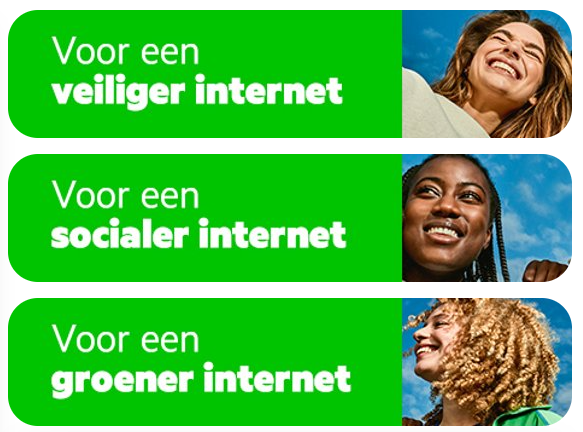 Voor een
veiliger internet
Voor een
socialer internet
Voor een
groener internet